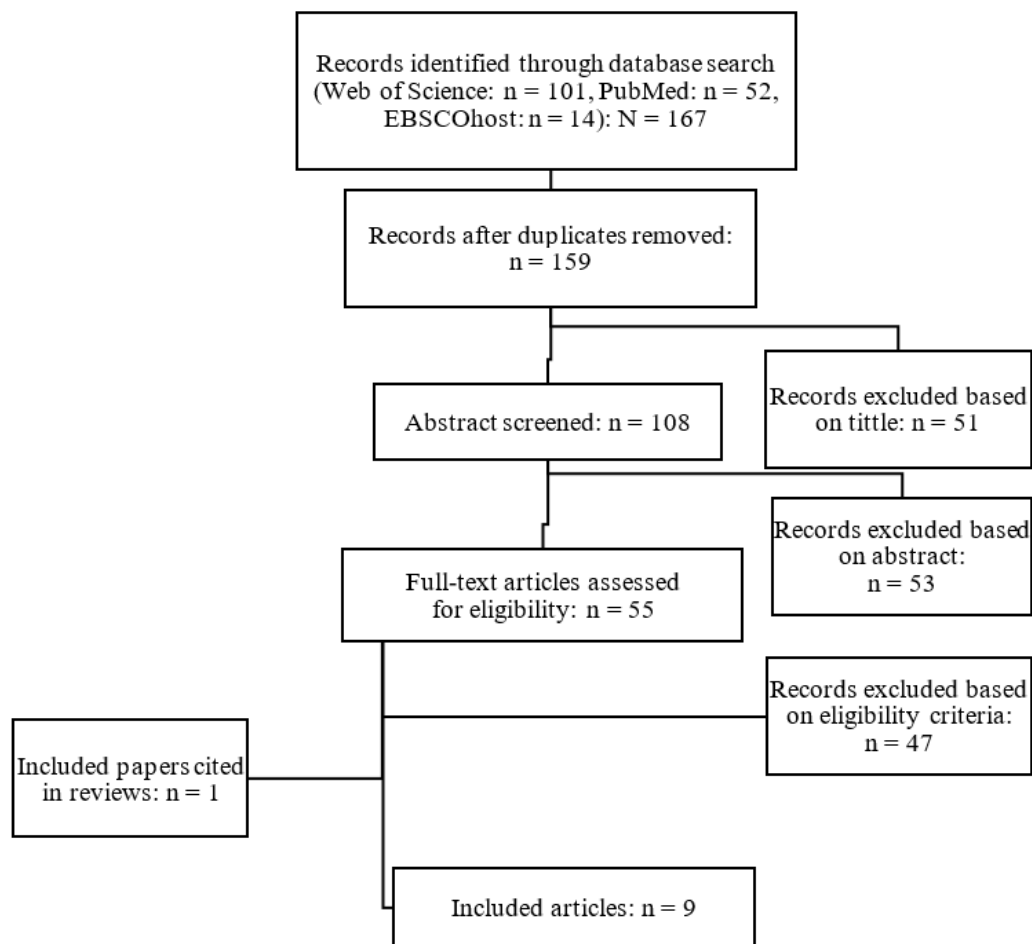 Records identified through database search
(Web of Science: n = 101, PubMed: n = 52,
EBSCOhost: n = 14): N = 167
Records after duplicates removed:
n = 159
Records excluded based
on tittle: n = 51
Abstract screened: n = 108
Records excluded based
on abstract:
n = 53
Full-text articles assessed
for eligibility: n = 55
Records excluded based
on eligibility criteria:
n = 47
Included papers cited
in reviews: n = 1
Included articles: n = 9